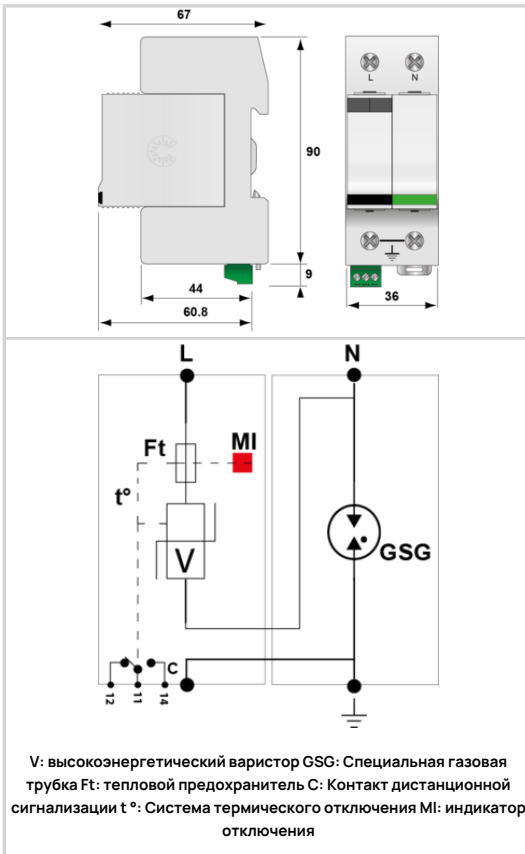 67
L N
90
9
44
36
60.8
L N
Ft MI
t°
V
GSG
C
12 11 14
V: высокоэнергетический варистор GSG: Специальная газовая
трубка Ft: тепловой предохранитель C: Контакт дистанционной
сигнализации t °: Система термического отключения MI: индикатор
отключения